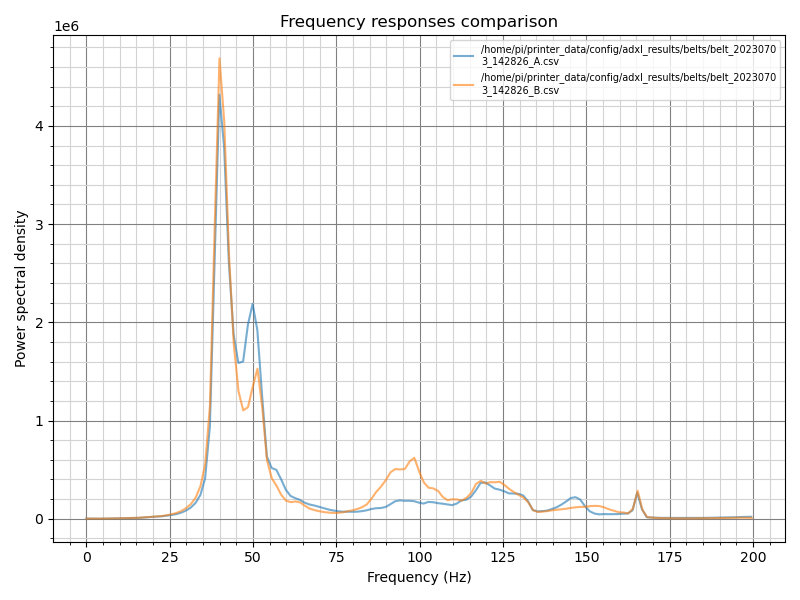 Frequency responses comparison
1e6
/home/pi/printer_data/config/adxl_results/belts/belt_2023070
3_142826_A.csv
/home/pi/printer_data/config/adxl_results/belts/belt_2023070
3_142826_B.csv
Power spectral density
4
3
2
1
0
0 25 50 75 100 125 150 175 200
Frequency (Hz)